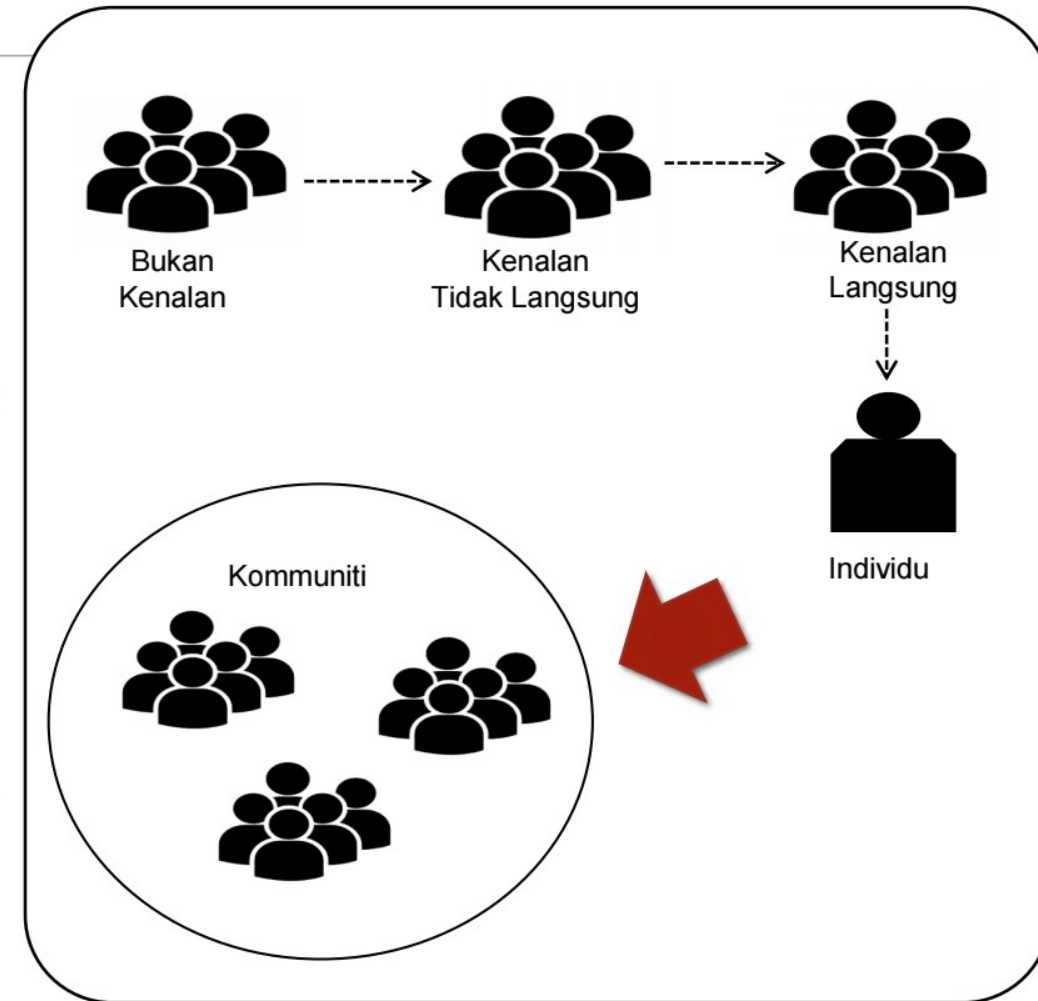 Bukan
Kenalan
Kenalan
Tidak Langsung
Kenalan
Langsung
Individu
Kommuniti